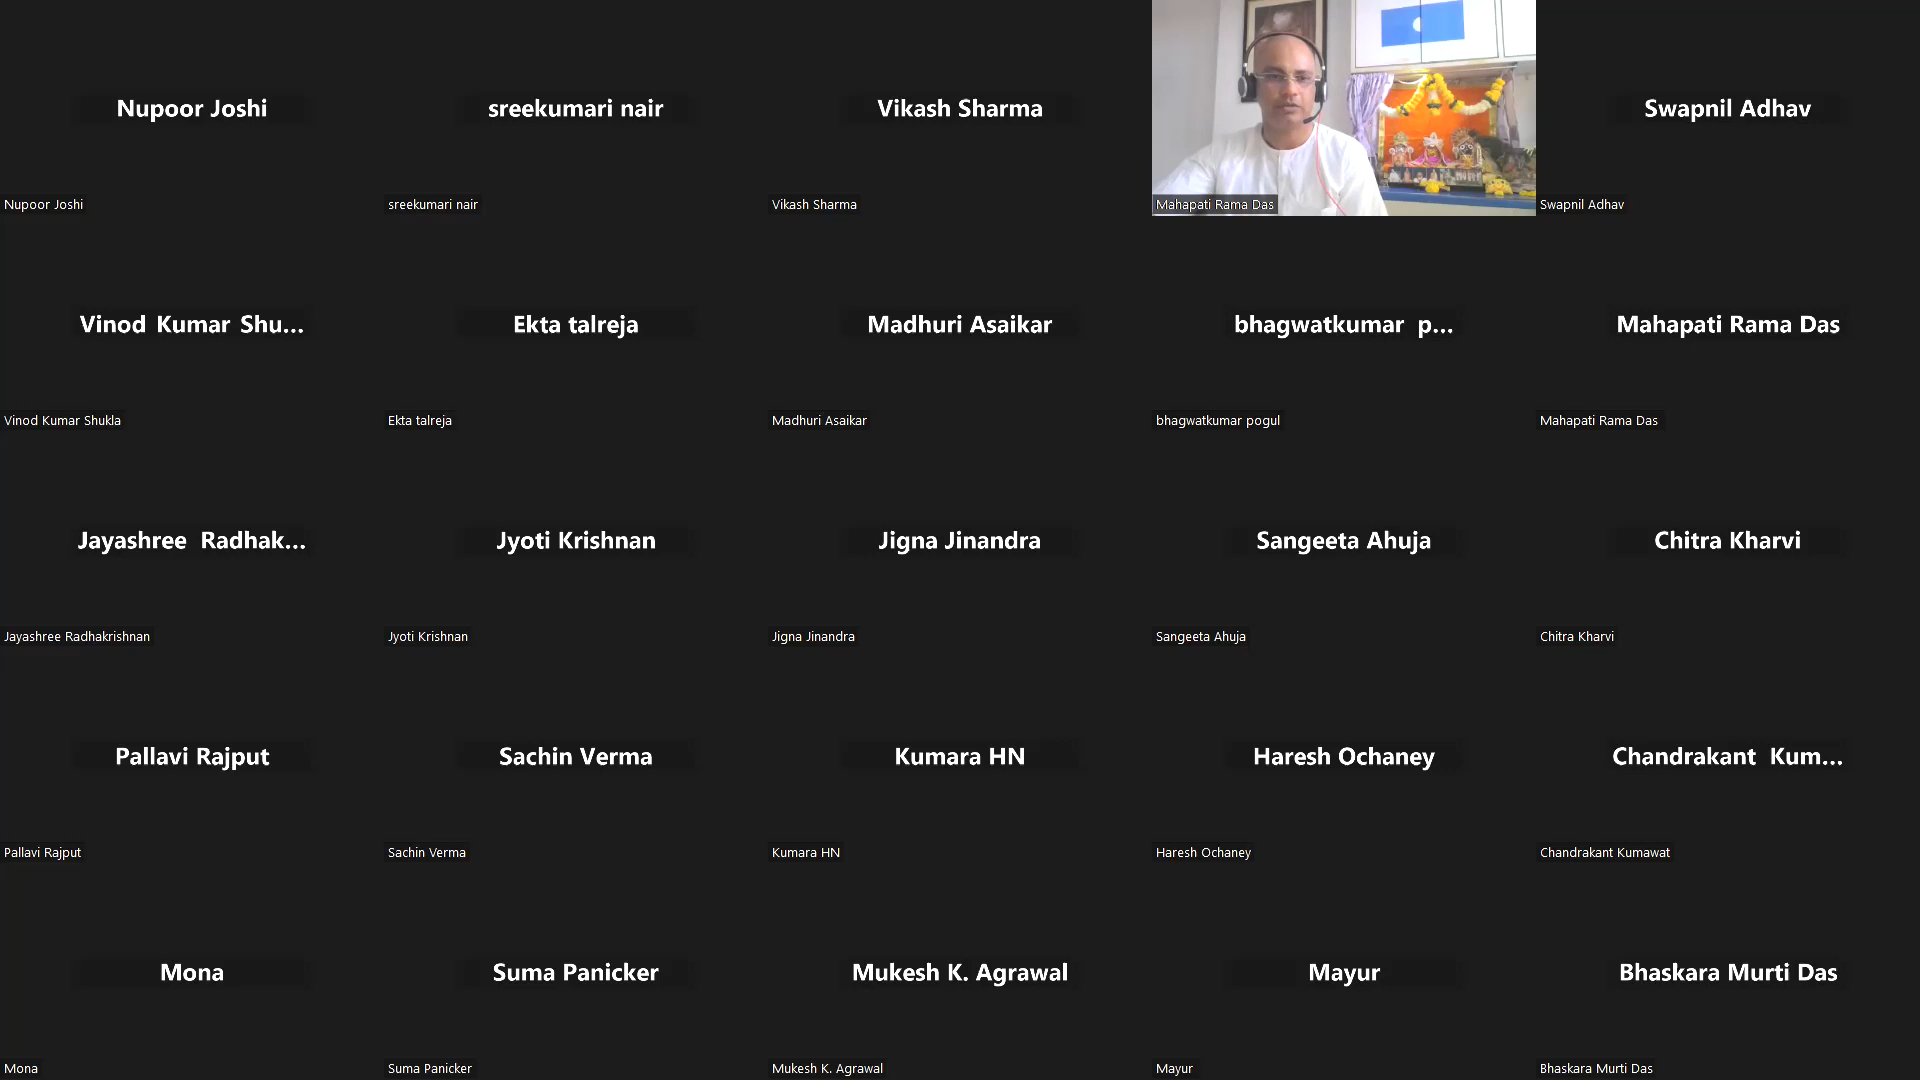 Nupoor Joshi
sreekumari nair
Vikash Sharma
Swapnil Adhav
Nupoor Joshi
sreekumari nair
Vikash Sharma
Mahapati Rama Das
Swapnil Adhav
Vinod Kumar Shu...
Ekta talreja
Madhuri Asaikar
bhagwatkumar p...
Mahapati Rama Das
Vinod Kumar Shukla
Ekta talreja
Madhuri Asaikar
bhagwatkumar pogul
Mahapati Rama Das
Jayashree Radhak...
Jyoti Krishnan
Jigna Jinandra
Sangeeta Ahuja
Chitra Kharvi
Jayashree Radhakrishnan
Jyoti Krishnan
Jigna Jinandra
Sangeeta Ahuja
Chitra Kharvi
Pallavi Rajput
Sachin Verma
Kumara HN
Haresh Ochaney
Chandrakant Kum...
Pallavi Rajput
Sachin Verma
Kumara HN
Haresh Ochaney
Chandrakant Kumawat
Mona
Suma Panicker
Mukesh K. Agrawal
Mayur
Bhaskara Murti Das
Mona
Suma Panicker
Mukesh K. Agrawal
Mayur
Bhaskara Murti Das